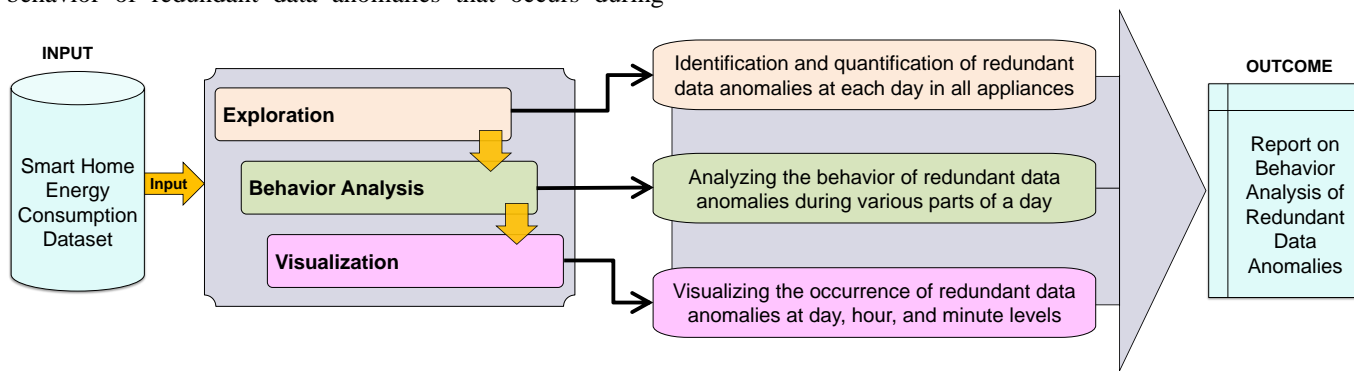 behavior of redundant data anomalies that occurs during
INPUT
Smart Home
Energy
Consumption
Dataset
Input
Exploration
Behavior Analysis
Visualization
Identification and quantification of redundant
data anomalies at each day in all appliances
Analyzing the behavior of redundant data
anomalies during various parts of a day
Visualizing the occurrence of redundant data
anomalies at day, hour, and minute levels
OUTCOME
Report on
Behavior
Analysis of
Redundant
Data
Anomalies